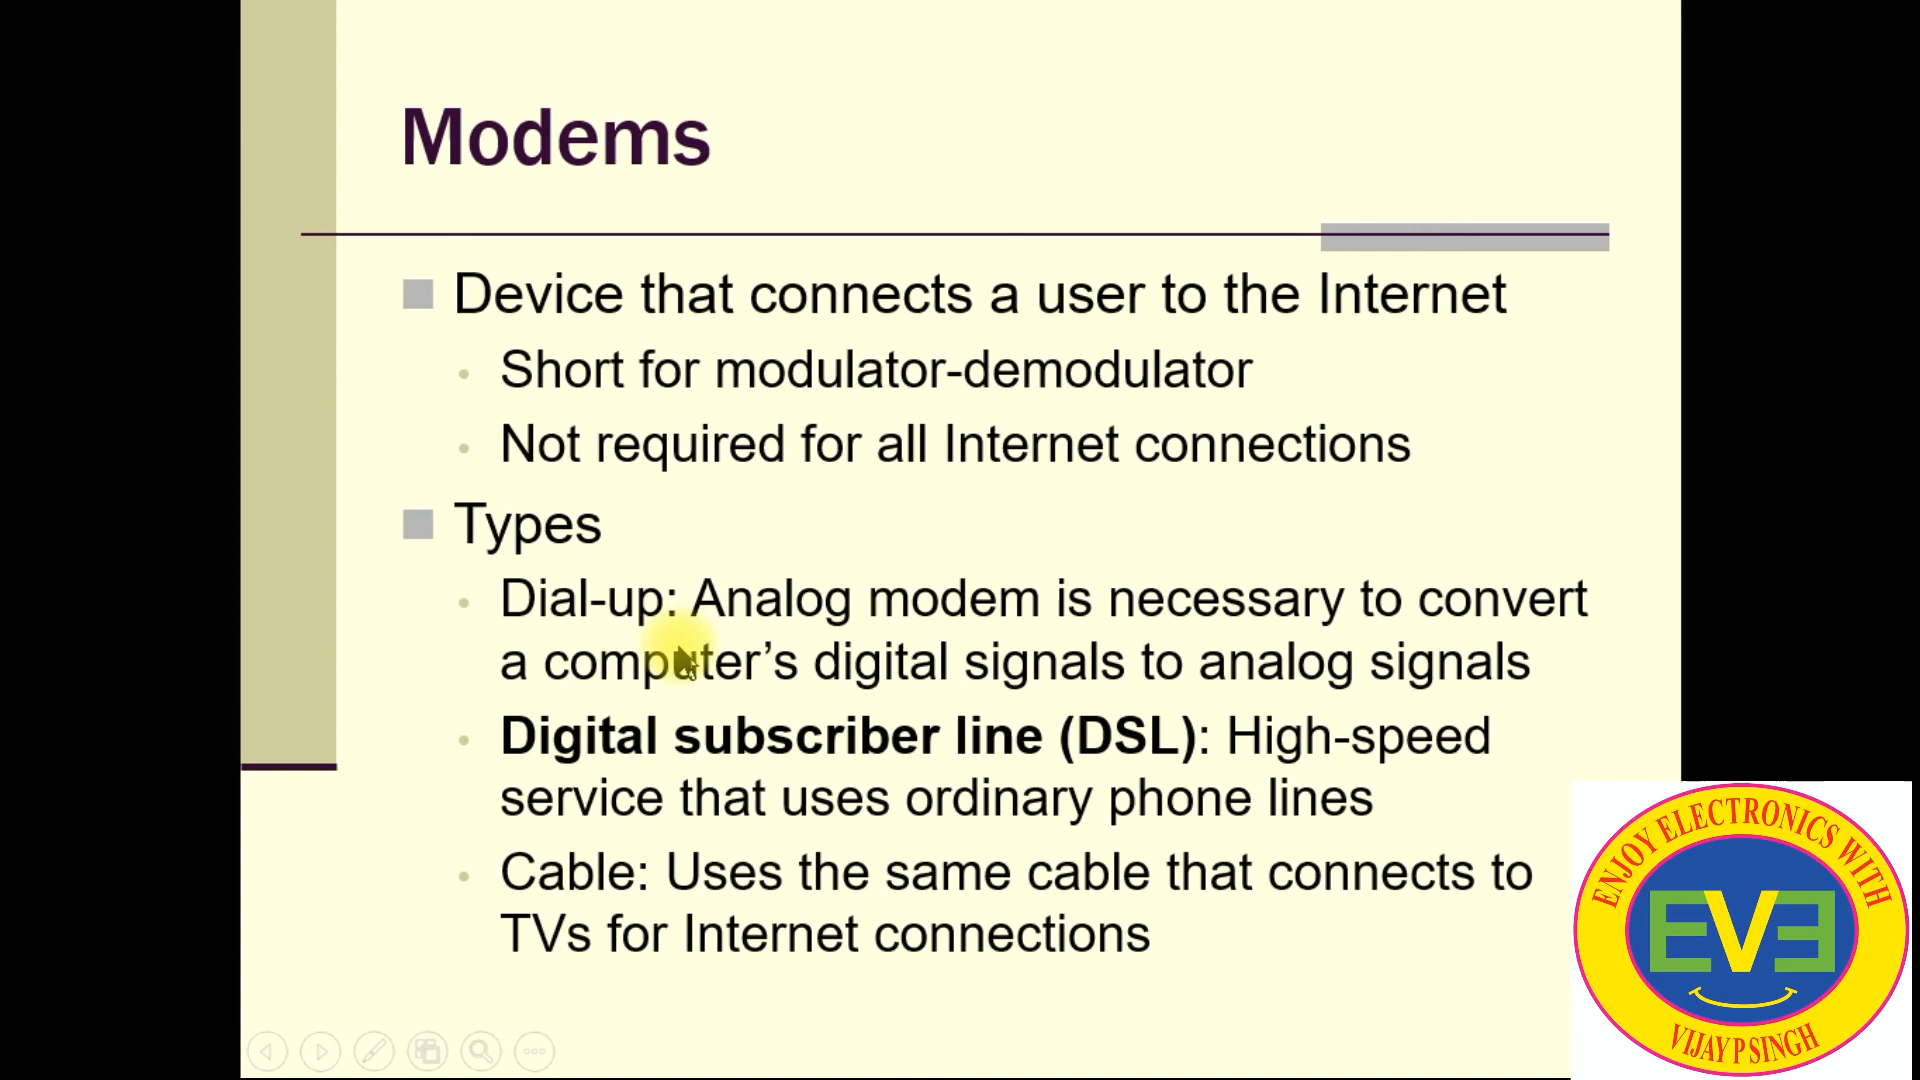 Modems
Device that connects a user to the Internet
Short for modulator-demodulator
Not required for all Internet connections
Types
Dial-up: Analog modem is necessary to convert
a computer’s digital signals to analog signals
Digital subscriber line (DSL): High-speed
service that uses ordinary phone lines
Cable: Uses the same cable that connects to
TVs for Internet connections
ENJOY ELECTRONICS WITH
EVE
VIJAY P SINGH